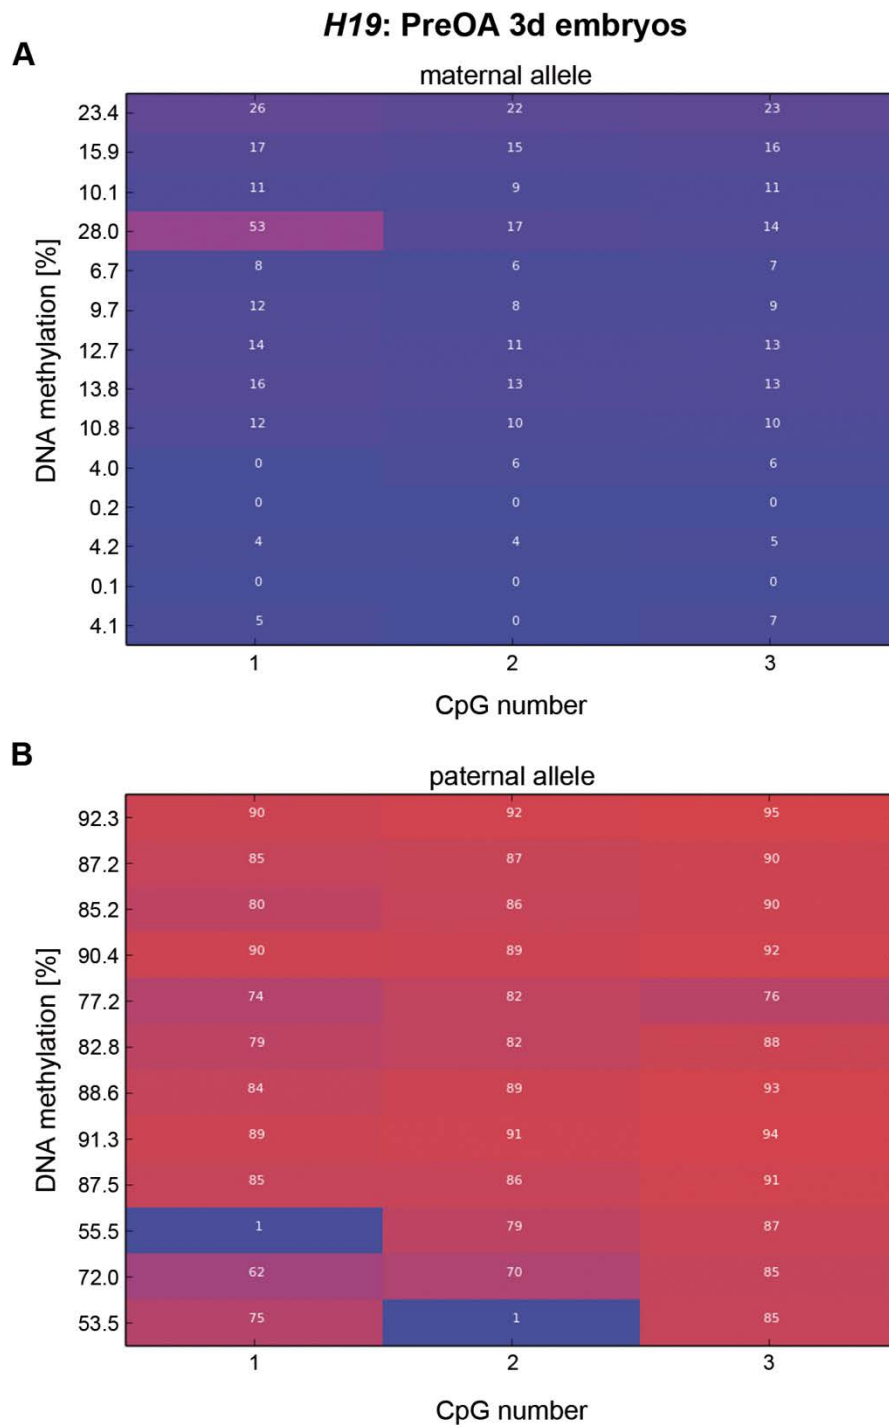 H19: PreOA 3d embryos
A
maternal allele
DNA methylation [%]
23.4 26 22 23
15.9 17 15 16
10.1 11 9 11
28.0 53 17 14
6.7 8 6 7
9.7 12 8 9
12.7 14 11 13
13.8 16 13 13
10.8 12 10 10
4.0 0 6 6
0.2 0 0 0
4.2 4 4 5
0.1 0 0 0
4.1 5 0 7
1 2 3
CpG number
B
paternal allele
DNA methylation [%]
92.3 90 92 95
87.2 85 87 90
85.2 80 86 90
90.4 90 89 92
77.2 74 82 76
82.8 79 82 88
88.6 84 89 93
91.3 89 91 94
87.5 85 86 91
55.5 1 79 87
72.0 62 70 85
53.5 75 1 85
1 2 3
CpG number